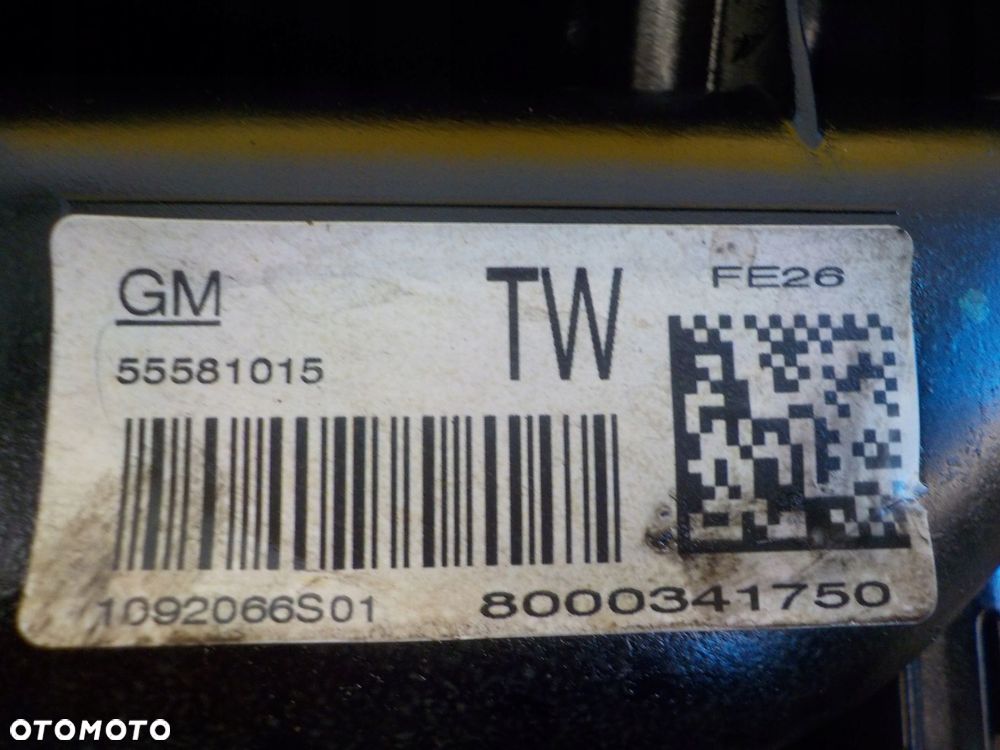 GM
TW
FE26
55581015
1092066S01
8000341750
OTOMOTO